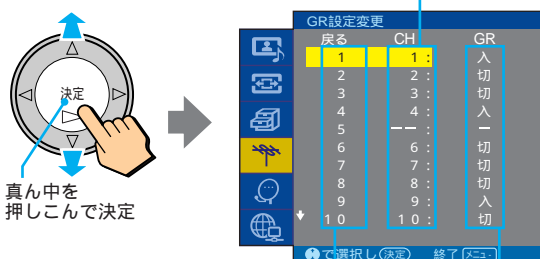 決定
真ん中を
押しこんで決定
GR設定変更
戻る CH GR
1 1 : 入
2 2 : 切
3 3 : 切
4 4 : 入
5 −− : −
6 6 : 切
7 7 : 切
8 8 : 切
9 9 : 入
10 10 : 切
で選択し 決定 終了 メニュー